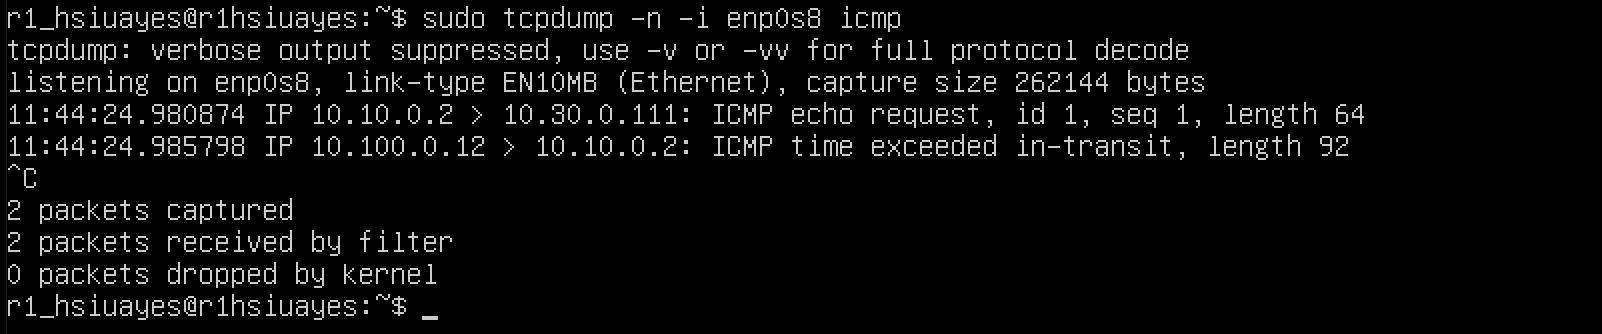 r1_hsiuayes@r1hsiuayes:~$ sudo tcpdump -n -i enp0s8 icmp
tcpdump: verbose output suppressed, use -v or -vv for full protocol decode
listening on enp0s8, link-type EN10MB (Ethernet), capture size 262144 bytes
11:44:24.980874 IP 10.10.0.2 > 10.30.0.111: ICMP echo request, id 1, seq 1, length 64
11:44:24.985798 IP 10.100.0.12 > 10.10.0.2: ICMP time exceeded in-transit, length 92
^C
2 packets captured
2 packets received by filter
0 packets dropped by kernel
r1_hsiuayes@r1hsiuayes:~$ _